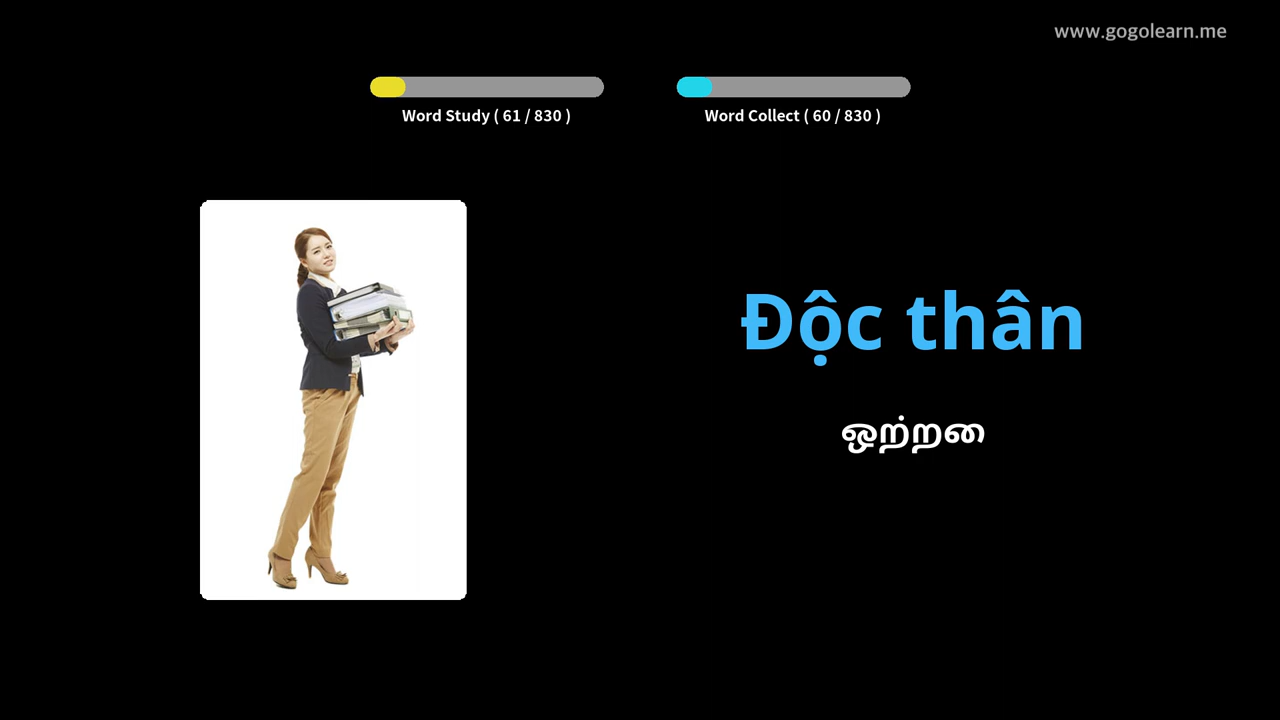 www.gogolearn.me
Word Study ( 61 / 830 )
Word Collect ( 60 / 830 )
Độc thân
ஒற்றை